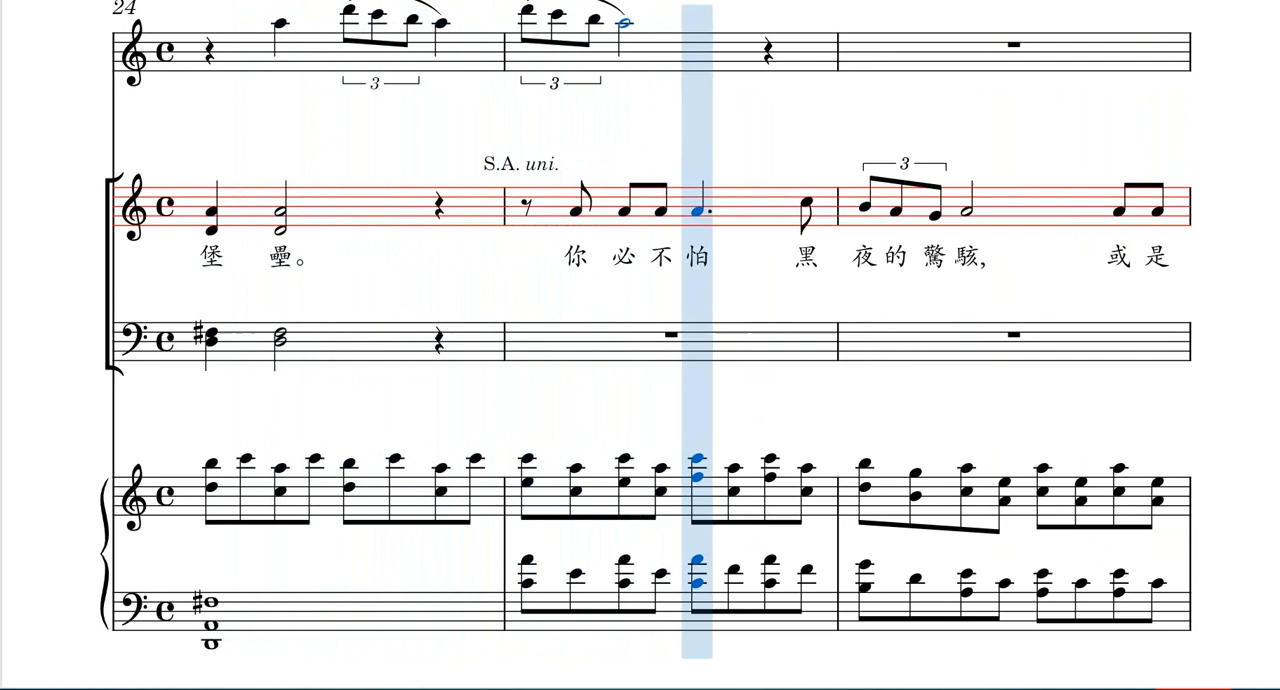 24
3
3
S.A. uni.
3
堡 壘。 你 必 不 怕 黑 夜 的 驚 駭, 或 是